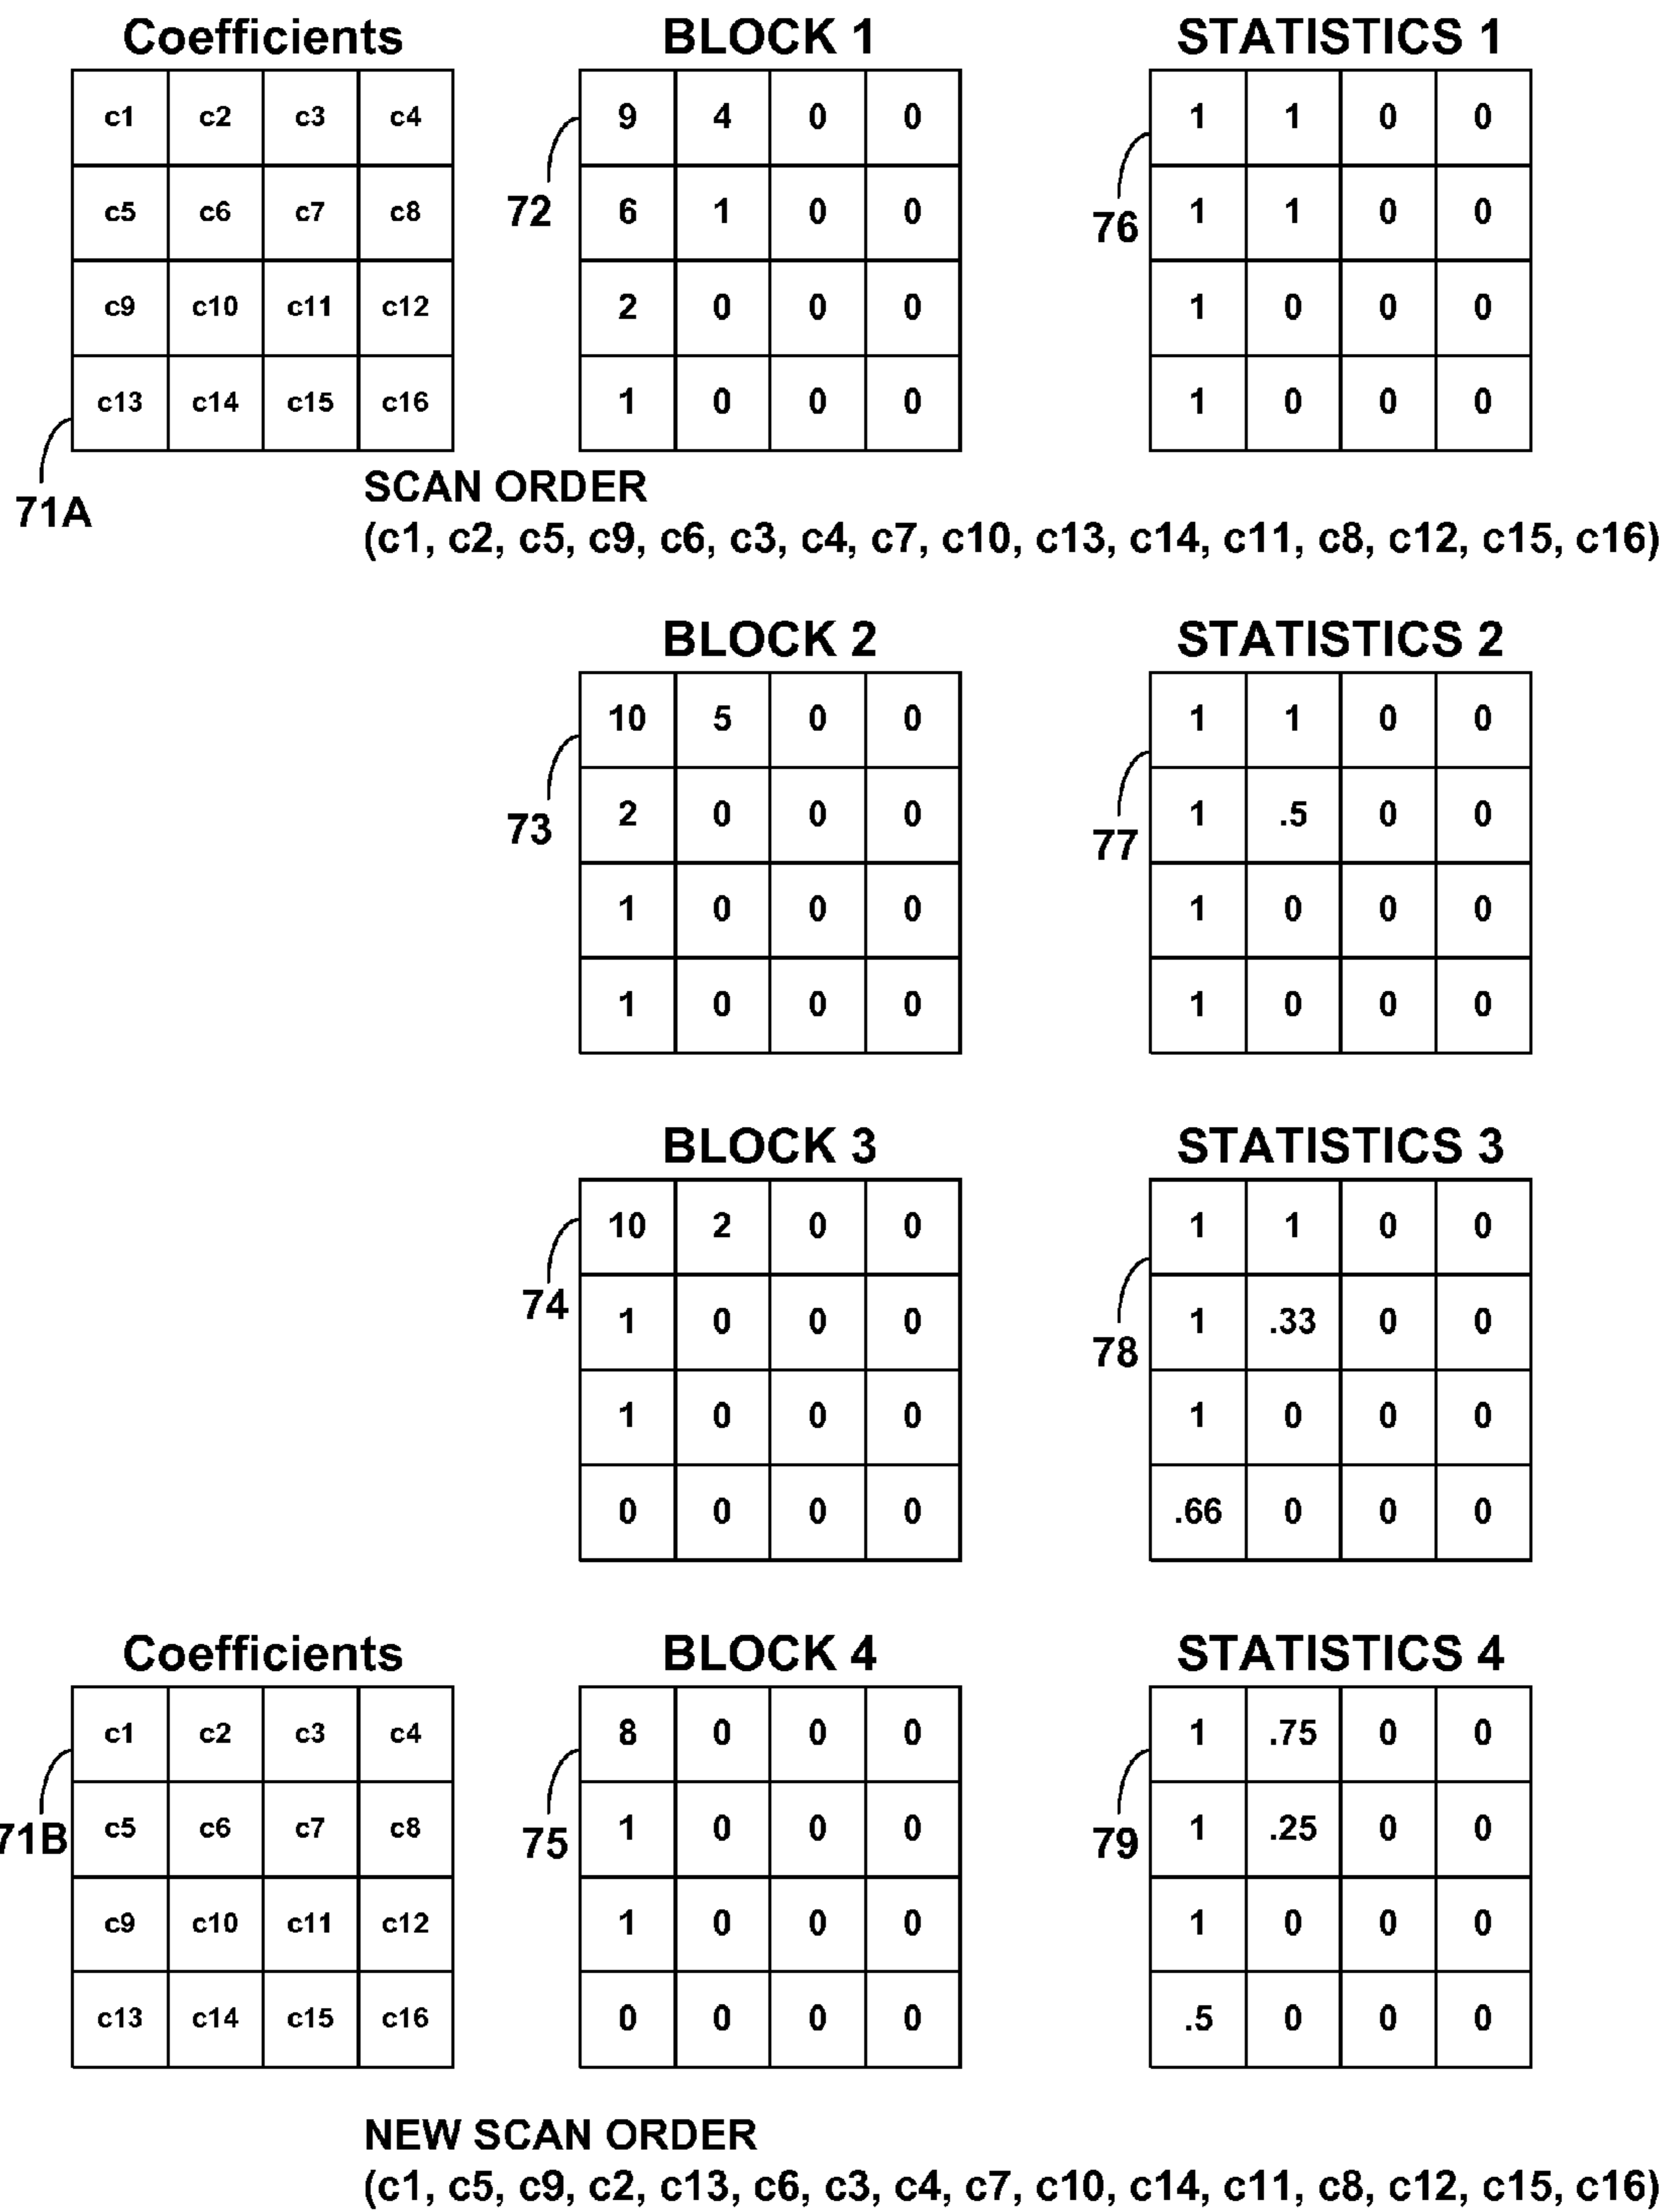 Coefficients BLOCK 1 STATISTICS 1
c1 c2 c3 c4 9 4 0 0 1 1 0 0
c5 c6 c7 c8 72 6 1 0 0 76 1 1 0 0
c9 c10 c11 c12 2 0 0 0 1 0 0 0
c13 c14 c15 c16 1 0 0 0 1 0 0 0
71A
SCAN ORDER
(c1, c2, c5, c9, c6, c3, c4, c7, c10, c13, c14, c11, c8, c12, c15, c16)
BLOCK 2 STATISTICS 2
10 5 0 0 1 1 0 0
73 2 0 0 0 77 1 .5 0 0
1 0 0 0 1 0 0 0
1 0 0 0 1 0 0 0
BLOCK 3 STATISTICS 3
10 2 0 0 1 1 0 0
74 1 0 0 0 78 1 .33 0 0
1 0 0 0 1 0 0 0
0 0 0 0 .66 0 0 0
Coefficients BLOCK 4 STATISTICS 4
c1 c2 c3 c4 8 0 0 0 1 .75 0 0
71B c5 c6 c7 c8 75 1 0 0 0 79 1 .25 0 0
c9 c10 c11 c12 1 0 0 0 1 0 0 0
c13 c14 c15 c16 0 0 0 0 .5 0 0 0
NEW SCAN ORDER
(c1, c5, c9, c2, c13, c6, c3, c4, c7, c10, c14, c11, c8, c12, c15, c16)